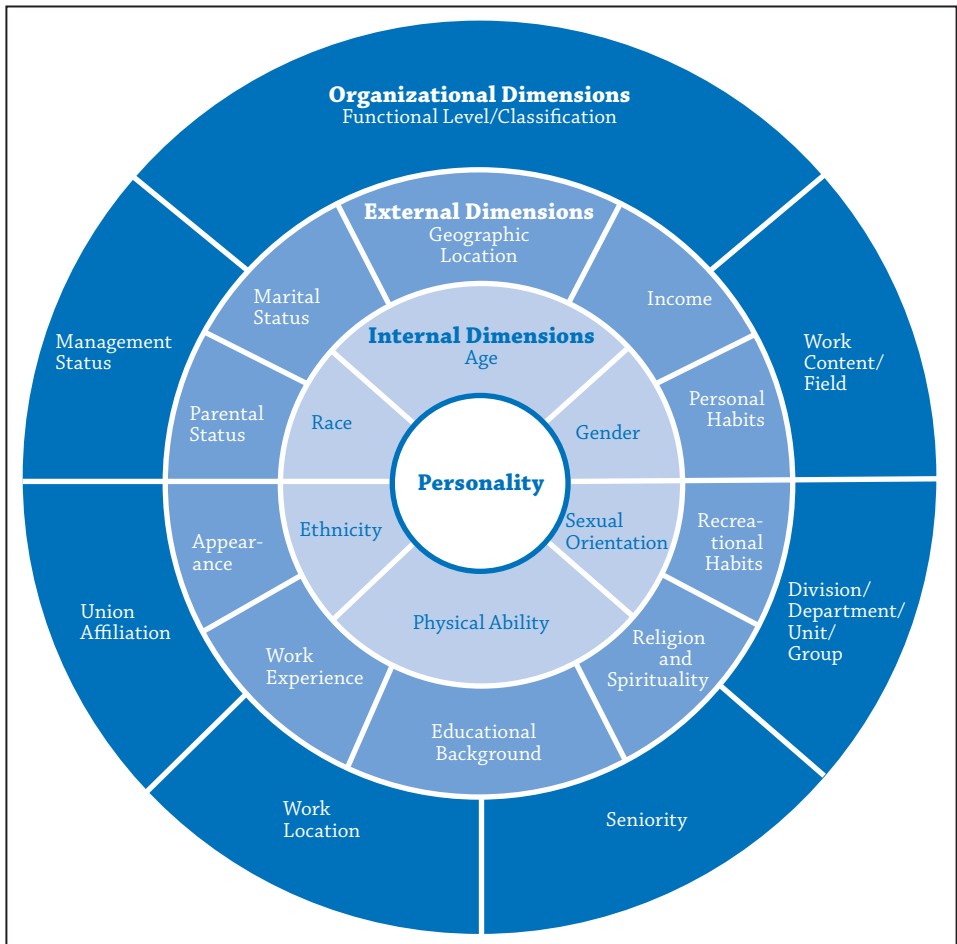 Organizational Dimensions
Functional Level/Classification
External Dimensions
Geographic
Location
Marital
Status
Income
Internal Dimensions
Age
Management
Status
Work
Content/
Field
Parental
Status
Race
Gender
Personal
Habits
Personality
Appear-
ance
Ethnicity
Sexual
Orientation
Recrea-
tional
Habits
Union
Affiliation
Division/
Department/
Unit/
Group
Physical Ability
Work
Experience
Religion
and
Spirituality
Educational
Background
Work
Location
Seniority